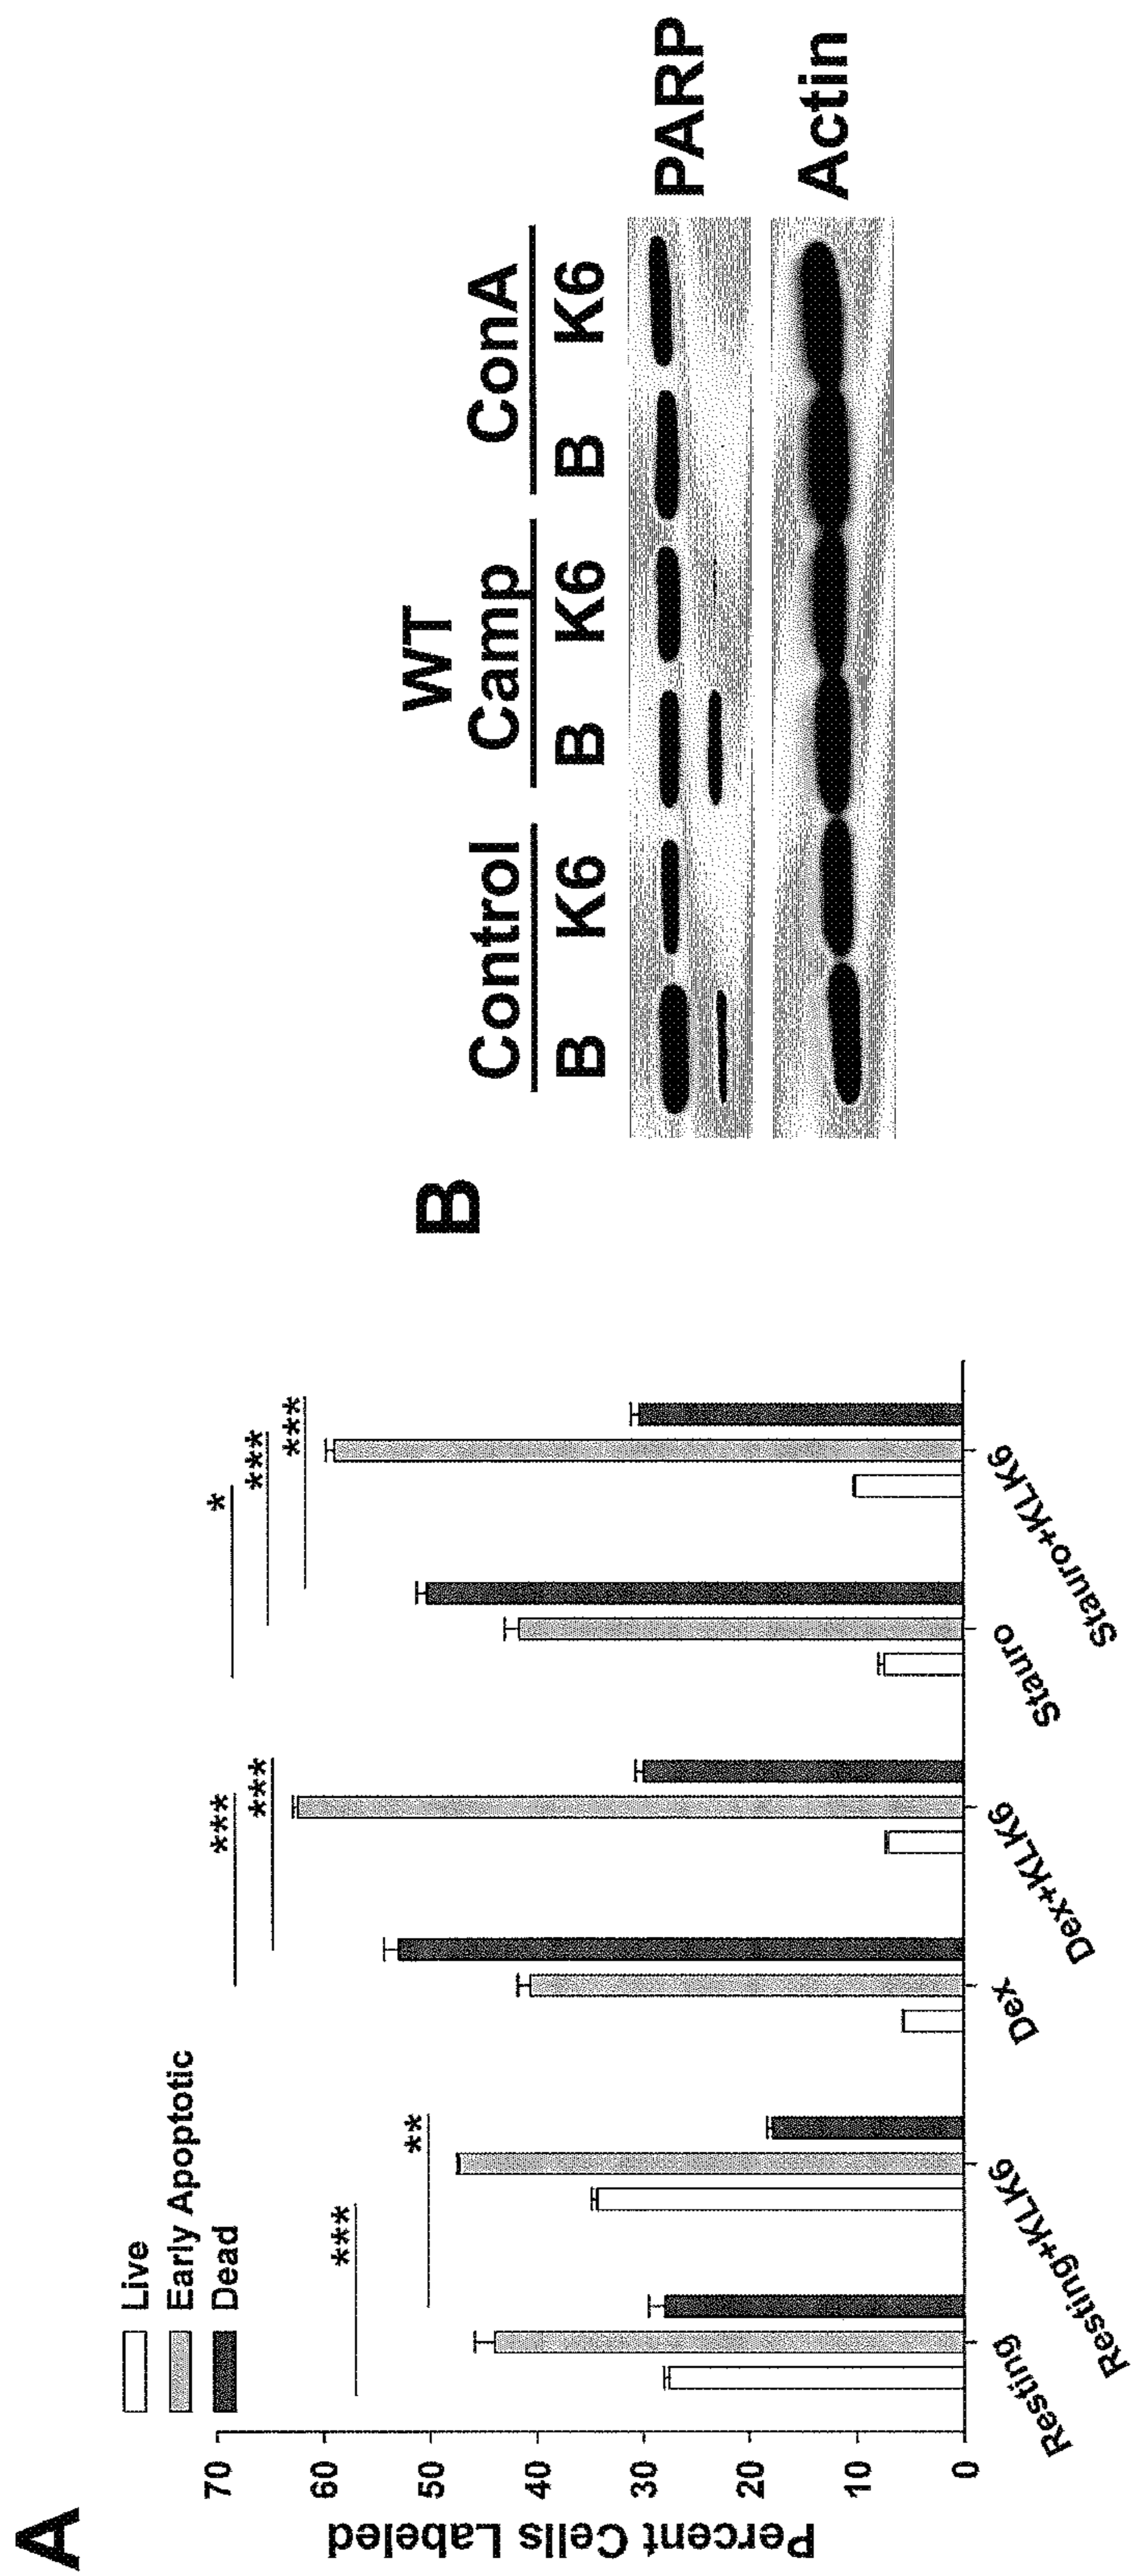 A
Live
Early Apoptotic
Dead
***
**
***
***
*
***
***
Percent Cells Labeled
70
60
50
40
30
20
10
0
Resting
Resting+KLK6
Dex
Dex+KLK6
Stauro
Stauro+KLK6
B
WT
Control Camp ConA
B K6 B K6 B K6
PARP
Actin